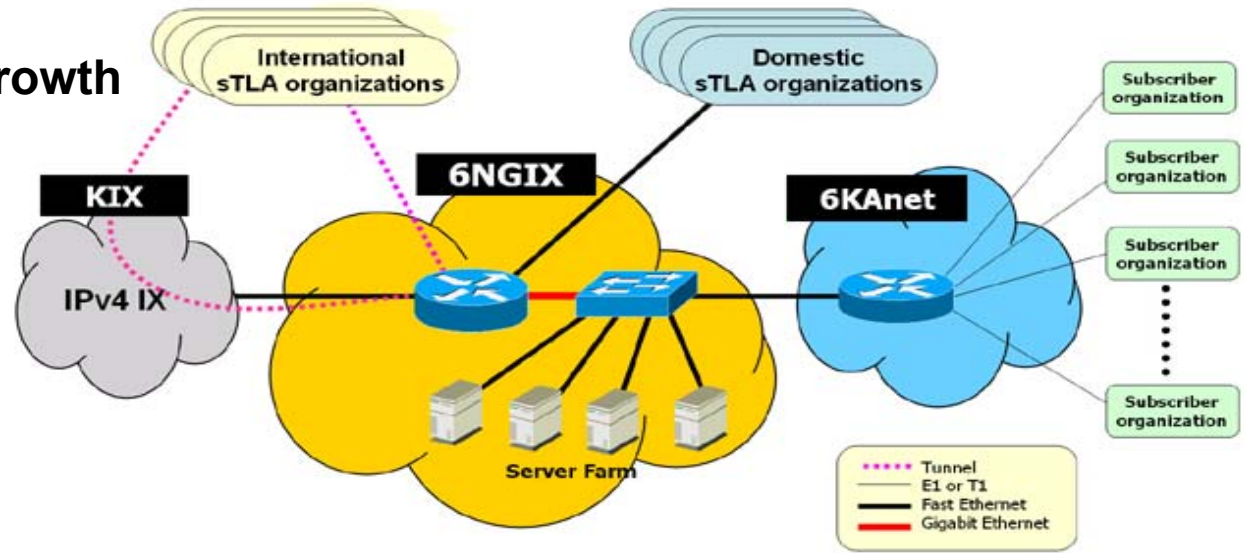 rowth
International
sTLA organizations
Domestic
sTLA organizations
Subscriber
organization
Subscriber
organization
Subscriber
organization
Subscriber
organization
KIX
6NGIX
6KAnet
IPv4 IX
Server Farm
Tunnel
E1 or T1
Fast Ethernet
Gigabit Ethernet